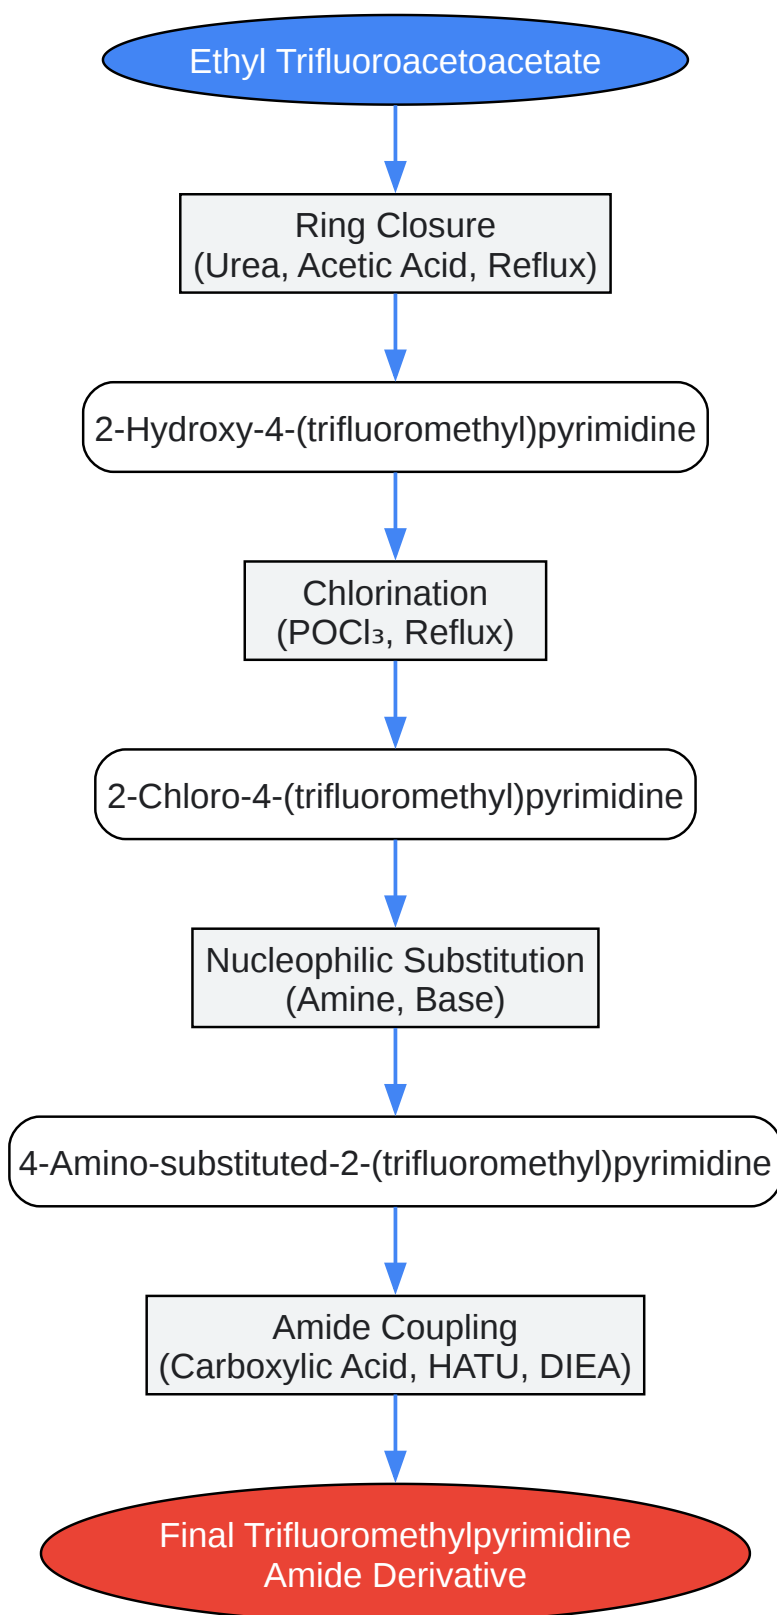 Ethyl Trifluoroacetoacetate
Ring Closure
(Urea, Acetic Acid, Reflux)
2-Hydroxy-4-(trifluoromethyl)pyrimidine
Chlorination
(POCl₃, Reflux)
2-Chloro-4-(trifluoromethyl)pyrimidine
Nucleophilic Substitution
(Amine, Base)
4-Amino-substituted-2-(trifluoromethyl)pyrimidine
Amide Coupling
(Carboxylic Acid, HATU, DIEA)
Final Trifluoromethylpyrimidine
Amide Derivative